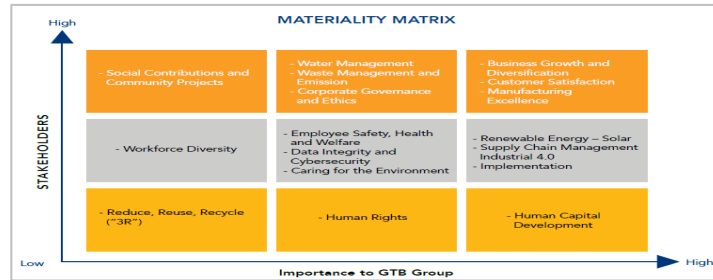 High
MATERIALITY MATRIX
STAKEHOLDERS
- Social Contributions and
Community Projects
- Water Management
- Waste Management and
Emission
- Corporate Governance
and Ethics
- Business Growth and
Diversification
- Customer Satisfaction
- Manufacturing
Excellence
- Workforce Diversity
- Employee Safety, Health
and Welfare
- Data Integrity and
Cybersecurity
- Caring for the Environment
- Renewable Energy – Solar
- Supply Chain Management
Industrial 4.0
- Implementation
- Reduce, Reuse, Recycle
("3R")
- Human Rights
- Human Capital
Development
Low
Importance to GTB Group
High